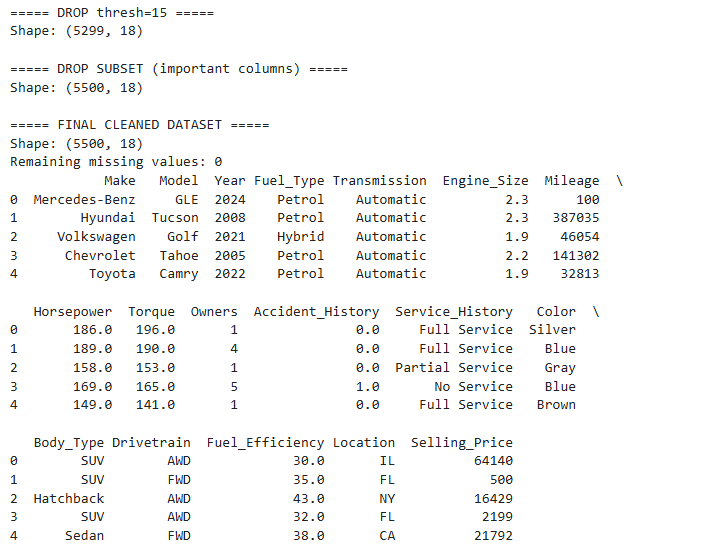 ===== DROP thresh=15 =====
Shape: (5299, 18)
===== DROP SUBSET (important columns) =====
Shape: (5500, 18)
===== FINAL CLEANED DATASET =====
Shape: (5500, 18)
Remaining missing values: 0
Make Model Year Fuel_Type Transmission Engine_Size Mileage \
0 Mercedes-Benz GLE 2024 Petrol Automatic 2.3 100
1 Hyundai Tucson 2008 Petrol Automatic 2.3 387035
2 Volkswagen Golf 2021 Hybrid Automatic 1.9 46054
3 Chevrolet Tahoe 2005 Petrol Automatic 2.2 141302
4 Toyota Camry 2022 Petrol Automatic 1.9 32813
Horsepower Torque Owners Accident_History Service_History Color \
0 186.0 196.0 1 0.0 Full Service Silver
1 189.0 190.0 4 0.0 Full Service Blue
2 158.0 153.0 1 0.0 Partial Service Gray
3 169.0 165.0 5 1.0 No Service Blue
4 149.0 141.0 1 0.0 Full Service Brown
Body_Type Drivetrain Fuel_Efficiency Location Selling_Price
0 SUV AWD 30.0 IL 64140
1 SUV FWD 35.0 FL 500
2 Hatchback AWD 43.0 NY 16429
3 SUV AWD 32.0 FL 2199
4 Sedan FWD 38.0 CA 21792